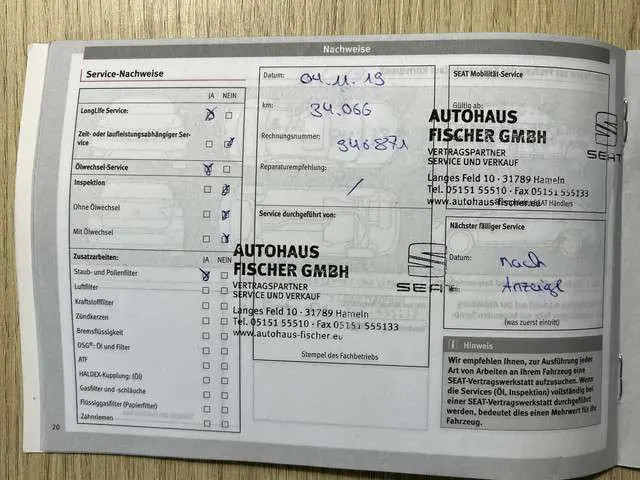 Nachweise
Service-Nachweise
JA NEIN
LongLife Service:
Zeit- oder laufleistungsabhängiger Ser-
vice
Ölwechsel-Service
Inspektion
Ohne Ölwechsel
Mit Ölwechsel
Zusatzarbeiten:
JA NEIN
Staub- und Pollenfilter
Luftfilter
Kraftstofffilter
Zündkerzen
Bremsflüssigkeit
DSG®: Öl und Filter
ATF
HALDEX-Kupplung: (Öl)
Gasfilter und -schläuche
Flüssiggasfilter (Papierfilter)
Zahnriemen
20
Datum: 04.11.19
km: 34.066
Rechnungsnummer:
346871
Reparaturempfehlung:
/
Service durchgeführt von:
AUTOHAUS
FISCHER GMBH
VERTRAGSPARTNER
SERVICE UND VERKAUF
SEAT
Langes Feld 10 · 31789 Hameln
Tel. 05151 55510 · Fax 05151 555133
www.autohaus-fischer.eu
Stempel des Fachbetriebs
SEAT Mobilität-Service
Gültig ab:
AUTOHAUS
FISCHER GMBH
VERTRAGSPARTNER
SERVICE UND VERKAUF
SEAT
Langes Feld 10 · 31789 Hameln
Tel. 05151 55510 · Fax 05151 555133
www.autohaus-fischer.eu
SEAT Händlers
Nächster fälliger Service
Datum: nach
km: Anzeige
(was zuerst eintritt)
i Hinweis
Wir empfehlen Ihnen, zur Ausführung jeder
Art von Arbeiten an Ihrem Fahrzeug eine
SEAT-Vertragswerkstatt aufzusuchen. Wenn
die Services (Öl, Inspektion) vollständig bei
einer SEAT-Vertragswerkstatt durchgeführt
werden, bedeutet dies einen Mehrwert für Ihr
Fahrzeug.